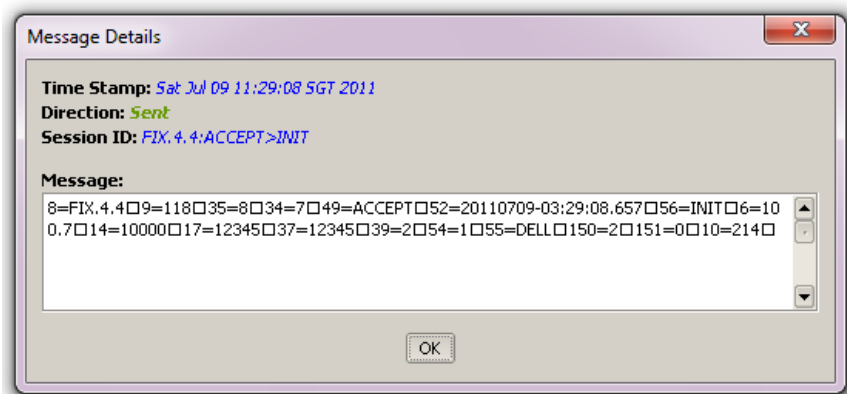 Message Details
Time Stamp: Sat Jul 09 11:29:08 SGT 2011
Direction: Sent
Session ID: FIX.4.4:ACCEPT>INIT
Message:
8=FIX.4.4□9=118□35=8□34=7□49=ACCEPT□52=20110709-03:29:08.657□56=INIT□6=10
0.7□14=10000□17=12345□37=12345□39=2□54=1□55=DELL□150=2□151=0□10=214□
OK